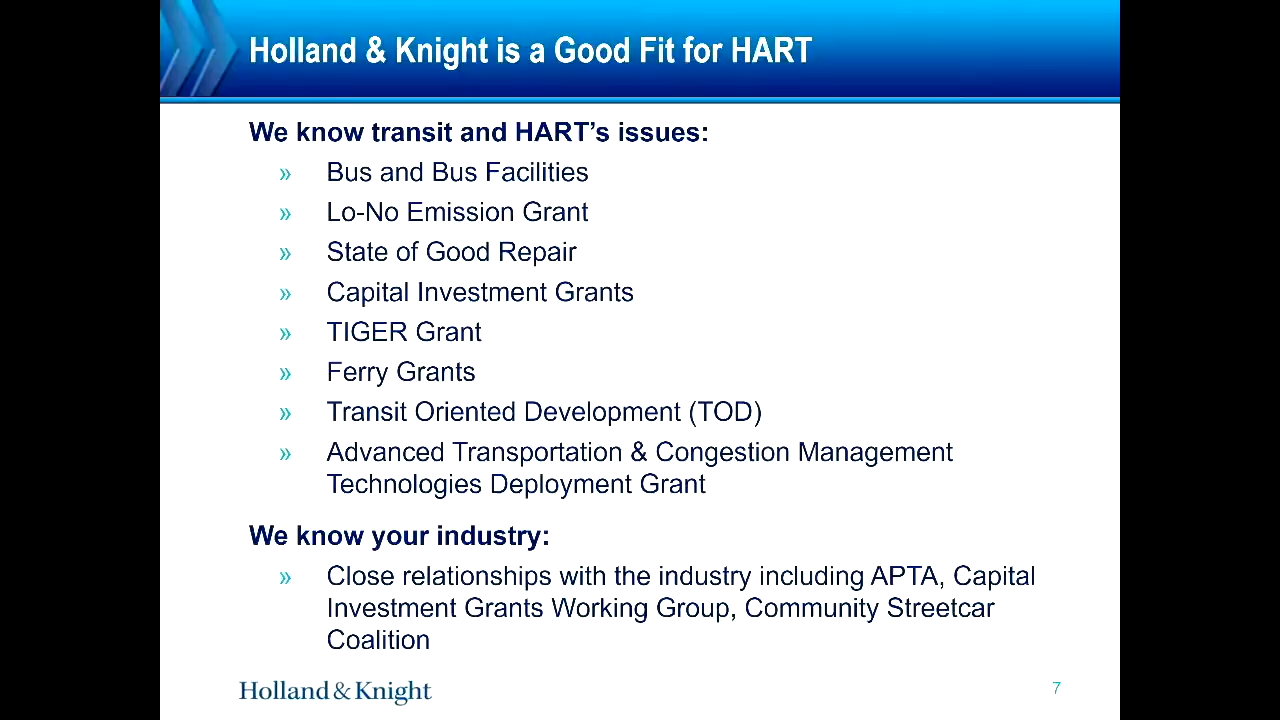 Holland & Knight is a Good Fit for HART
We know transit and HART’s issues:
» Bus and Bus Facilities
» Lo-No Emission Grant
» State of Good Repair
» Capital Investment Grants
» TIGER Grant
» Ferry Grants
» Transit Oriented Development (TOD)
» Advanced Transportation & Congestion Management
Technologies Deployment Grant
We know your industry:
» Close relationships with the industry including APTA, Capital
Investment Grants Working Group, Community Streetcar
Coalition
Holland & Knight
7